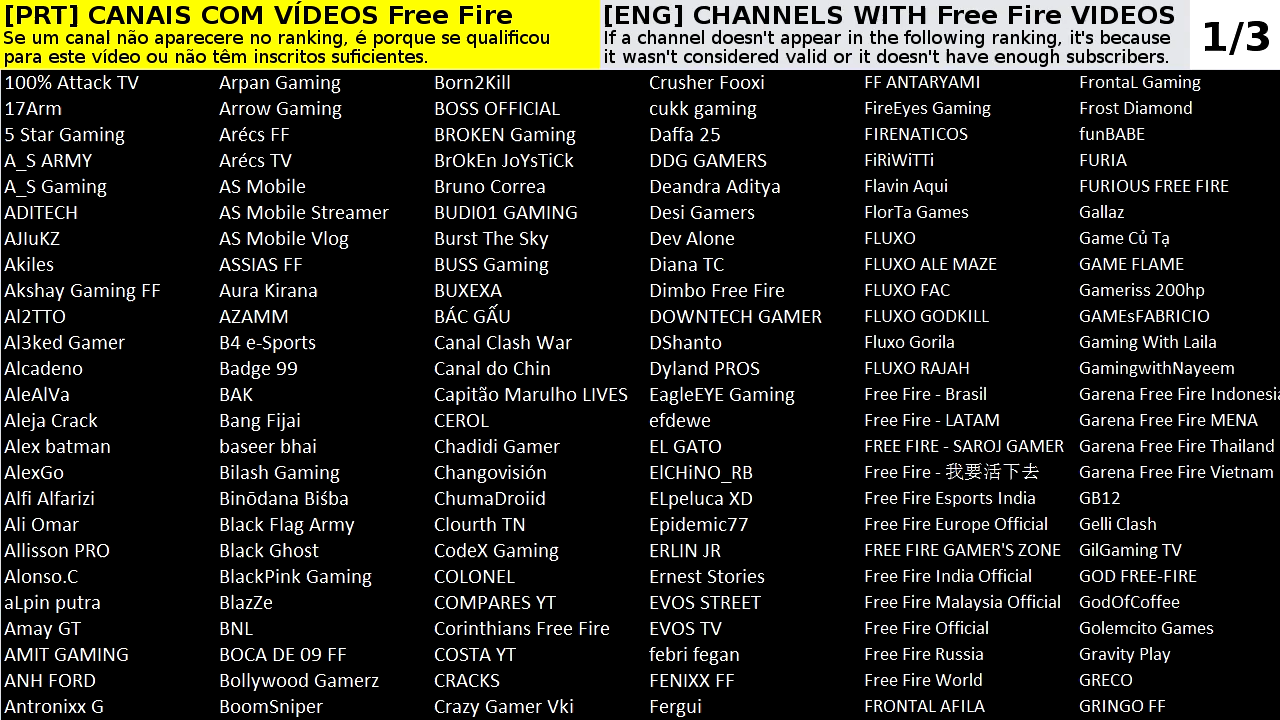 [PRT] CANAIS COM VÍDEOS Free Fire
Se um canal não aparecere no ranking, é porque se qualificou
para este vídeo ou não têm inscritos suficientes.
[ENG] CHANNELS WITH Free Fire VIDEOS
If a channel doesn't appear in the following ranking, it's because
it wasn't considered valid or it doesn't have enough subscribers.
1/3
100% Attack TV
17Arm
5 Star Gaming
A_S ARMY
A_S Gaming
ADITECH
AJIuKZ
Akiles
Akshay Gaming FF
Al2TTO
Al3ked Gamer
Alcadeno
AleAlVa
Aleja Crack
Alex batman
AlexGo
Alfi Alfarizi
Ali Omar
Allisson PRO
Alonso.C
aLpin putra
Amay GT
AMIT GAMING
ANH FORD
Antronixx G
Arpan Gaming
Arrow Gaming
Arécs FF
Arécs TV
AS Mobile
AS Mobile Streamer
AS Mobile Vlog
ASSIAS FF
Aura Kirana
AZAMM
B4 e-Sports
Badge 99
BAK
Bang Fijai
baseer bhai
Bilash Gaming
Binōdana Biśba
Black Flag Army
Black Ghost
BlackPink Gaming
BlazZe
BNL
BOCA DE 09 FF
Bollywood Gamerz
BoomSniper
Born2Kill
BOSS OFFICIAL
BROKEN Gaming
BrOkEn JoYsTiCk
Bruno Correa
BUDI01 GAMING
Burst The Sky
BUSS Gaming
BUXEXA
BÁC GẤU
Canal Clash War
Canal do Chin
Capitão Marulho LIVES
CEROL
Chadidi Gamer
Changovisión
ChumaDroiid
Clourth TN
CodeX Gaming
COLONEL
COMPARES YT
Corinthians Free Fire
COSTA YT
CRACKS
Crazy Gamer Vki
Crusher Fooxi
cukk gaming
Daffa 25
DDG GAMERS
Deandra Aditya
Desi Gamers
Dev Alone
Diana TC
Dimbo Free Fire
DOWNTECH GAMER
DShanto
Dyland PROS
EagleEYE Gaming
efdewe
EL GATO
ElCHiNO_RB
ELpeluca XD
Epidemic77
ERLIN JR
Ernest Stories
EVOS STREET
EVOS TV
febri fegan
FENIXX FF
Fergui
FF ANTARYAMI
FireEyes Gaming
FIRENATICOS
FiRiWiTTi
Flavin Aqui
FlorTa Games
FLUXO
FLUXO ALE MAZE
FLUXO FAC
FLUXO GODKILL
Fluxo Gorila
FLUXO RAJAH
Free Fire - Brasil
Free Fire - LATAM
FREE FIRE - SAROJ GAMER
Free Fire - 我要活下去
Free Fire Esports India
Free Fire Europe Official
FREE FIRE GAMER'S ZONE
Free Fire India Official
Free Fire Malaysia Official
Free Fire Official
Free Fire Russia
Free Fire World
FRONTAL AFILA
FrontaL Gaming
Frost Diamond
funBABE
FURIA
FURIOUS FREE FIRE
Gallaz
Game Củ Tạ
GAME FLAME
Gameriss 200hp
GAMEsFABRICIO
Gaming With Laila
GamingwithNayeem
Garena Free Fire Indonesia
Garena Free Fire MENA
Garena Free Fire Thailand
Garena Free Fire Vietnam
GB12
Gelli Clash
GilGaming TV
GOD FREE-FIRE
GodOfCoffee
Golemcito Games
Gravity Play
GRECO
GRINGO FF